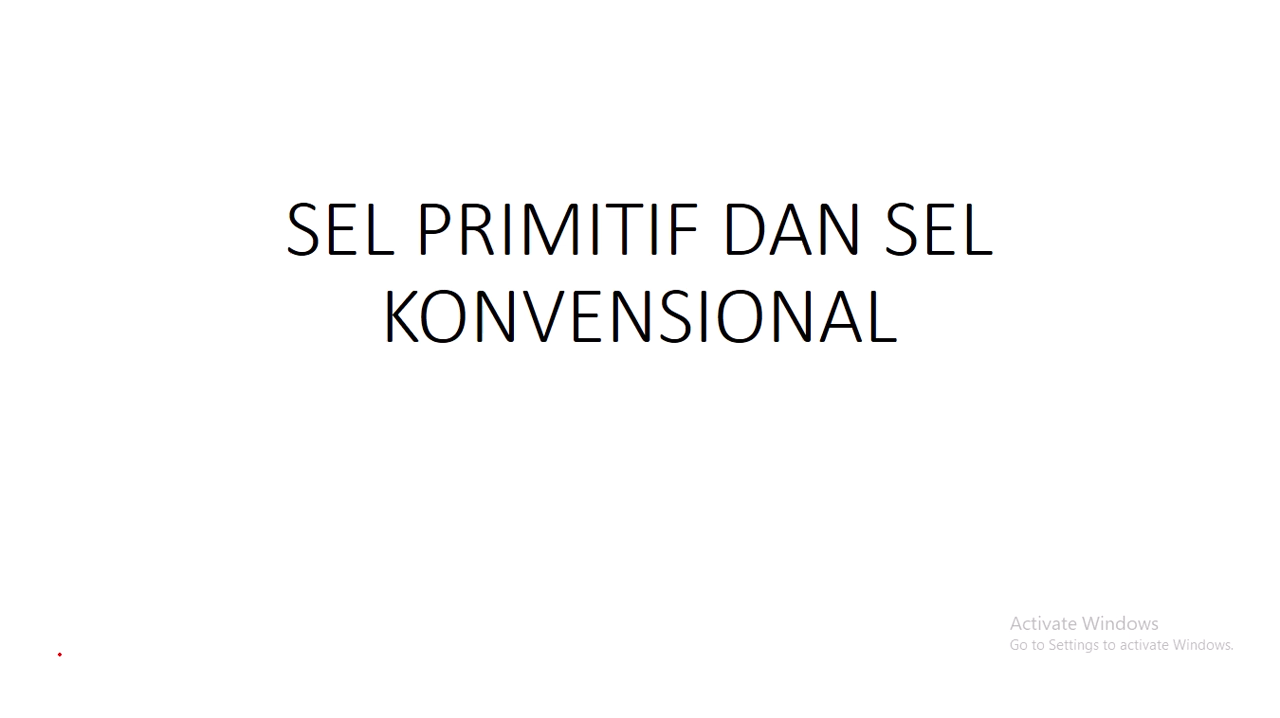 SEL PRIMITIF DAN SEL
KONVENSIONAL
Activate Windows
Go to Settings to activate Windows.